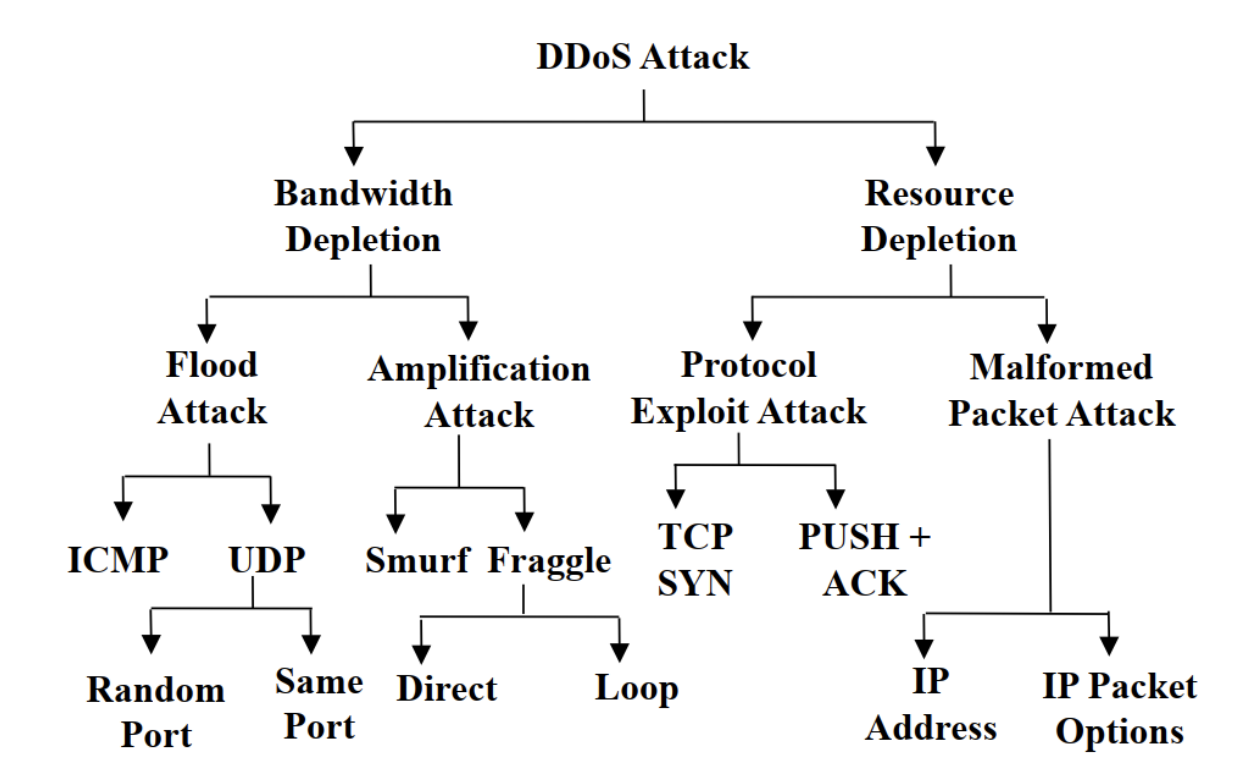 DDoS Attack
Bandwidth
Depletion
Resource
Depletion
Flood
Attack
Amplification
Attack
Protocol
Exploit Attack
Malformed
Packet Attack
ICMP
UDP
Smurf
Fraggle
TCP
SYN
PUSH +
ACK
Random
Port
Same
Port
Direct
Loop
IP
Address
IP Packet
Options